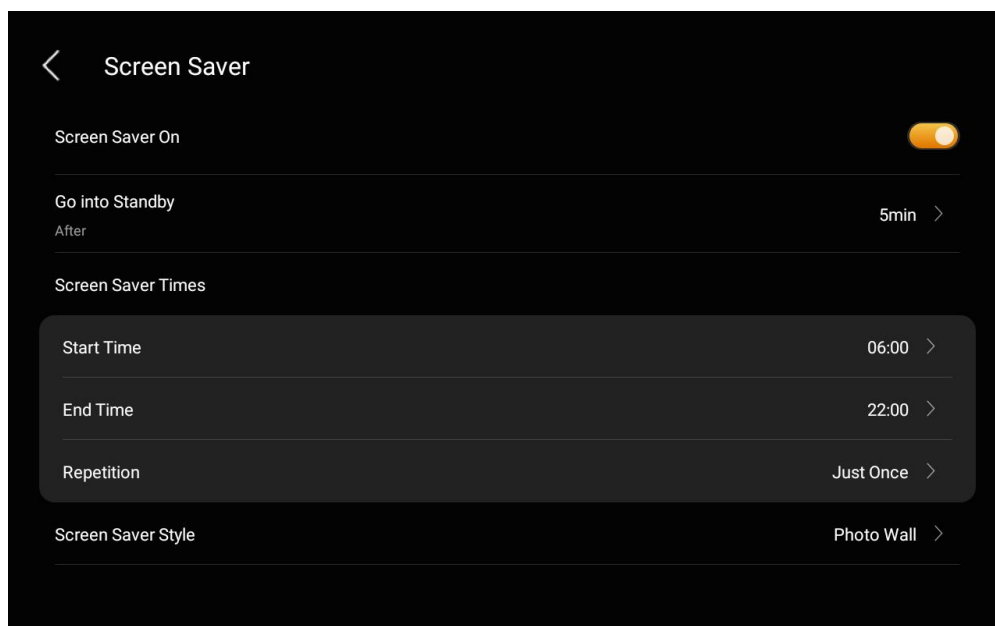 Screen Saver
Screen Saver On
Go into Standby
After
5min
Screen Saver Times
Start Time
06:00
End Time
22:00
Repetition
Just Once
Screen Saver Style
Photo Wall